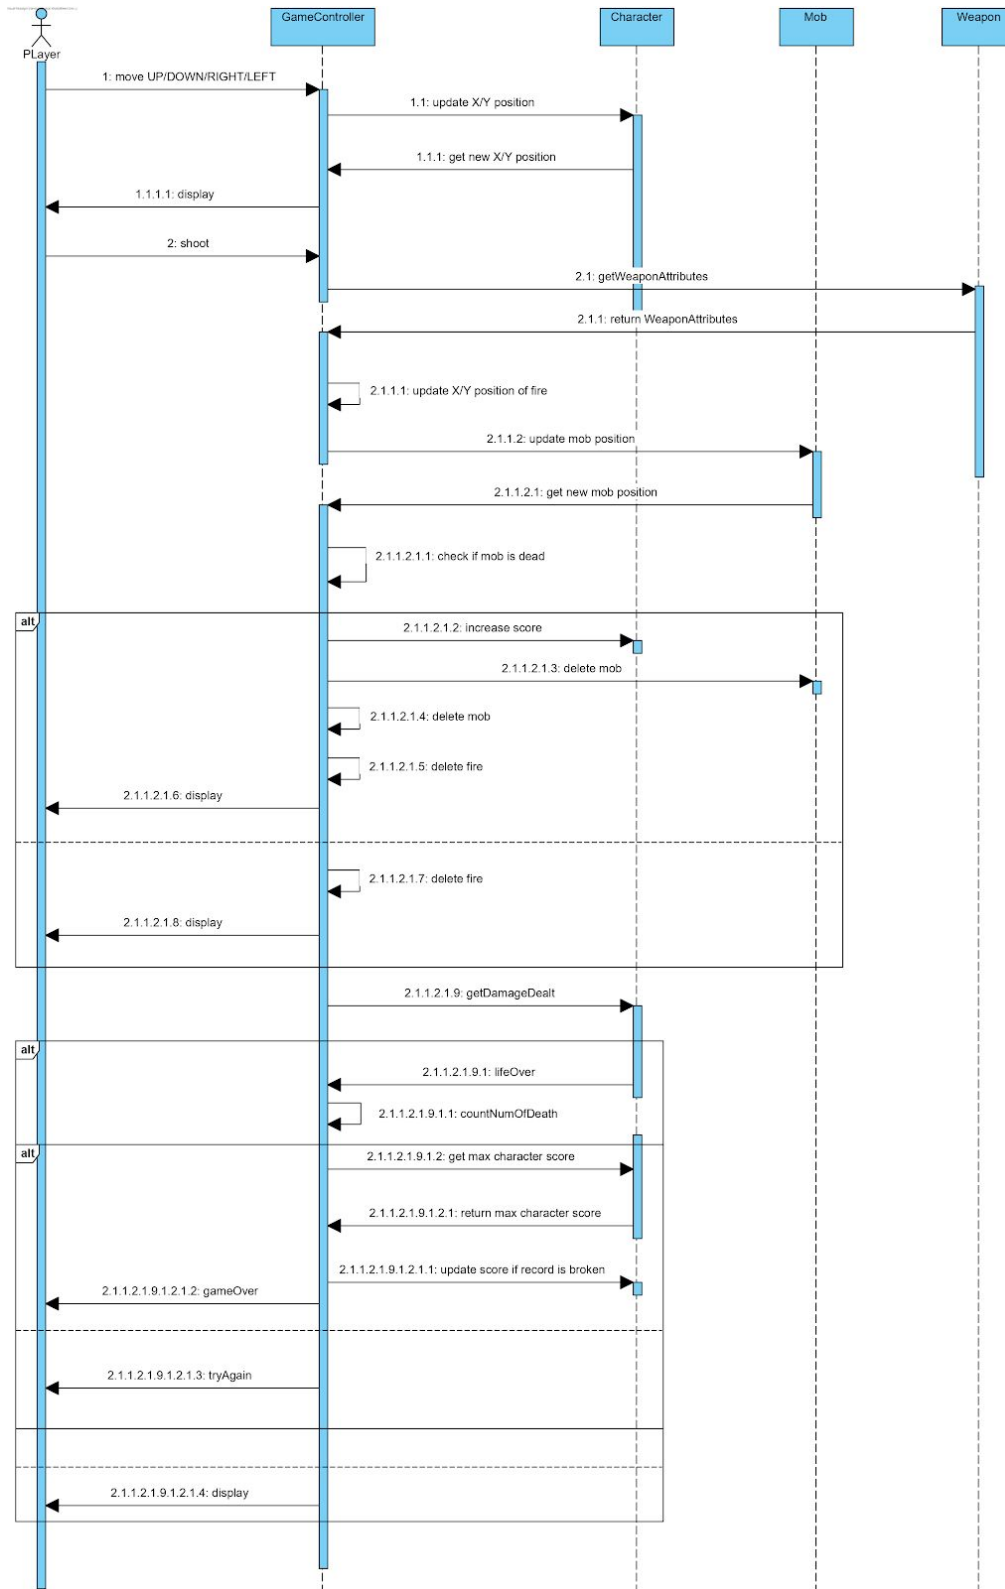 GameController
Character
Mob
Weapon
PLayer
1: move UP/DOWN/RIGHT/LEFT
1.1: update X/Y position
1.1.1: get new X/Y position
1.1.1.1: display
2: shoot
2.1: getWeaponAttributes
2.1.1: return WeaponAttributes
2.1.1.1: update X/Y position of fire
2.1.1.2: update mob position
2.1.1.2.1: get new mob position
2.1.1.2.1.1: check if mob is dead
alt
2.1.1.2.1.2: increase score
2.1.1.2.1.3: delete mob
2.1.1.2.1.4: delete mob
2.1.1.2.1.5: delete fire
2.1.1.2.1.6: display
2.1.1.2.1.7: delete fire
2.1.1.2.1.8: display
2.1.1.2.1.9: getDamageDealt
alt
2.1.1.2.1.9.1: lifeOver
2.1.1.2.1.9.1.1: countNumOfDeath
alt
2.1.1.2.1.9.1.2: get max character score
2.1.1.2.1.9.1.2.1: return max character score
2.1.1.2.1.9.1.2.1.1: update score if record is broken
2.1.1.2.1.9.1.2.1.2: gameOver
2.1.1.2.1.9.1.2.1.3: tryAgain
2.1.1.2.1.9.1.2.1.4: display